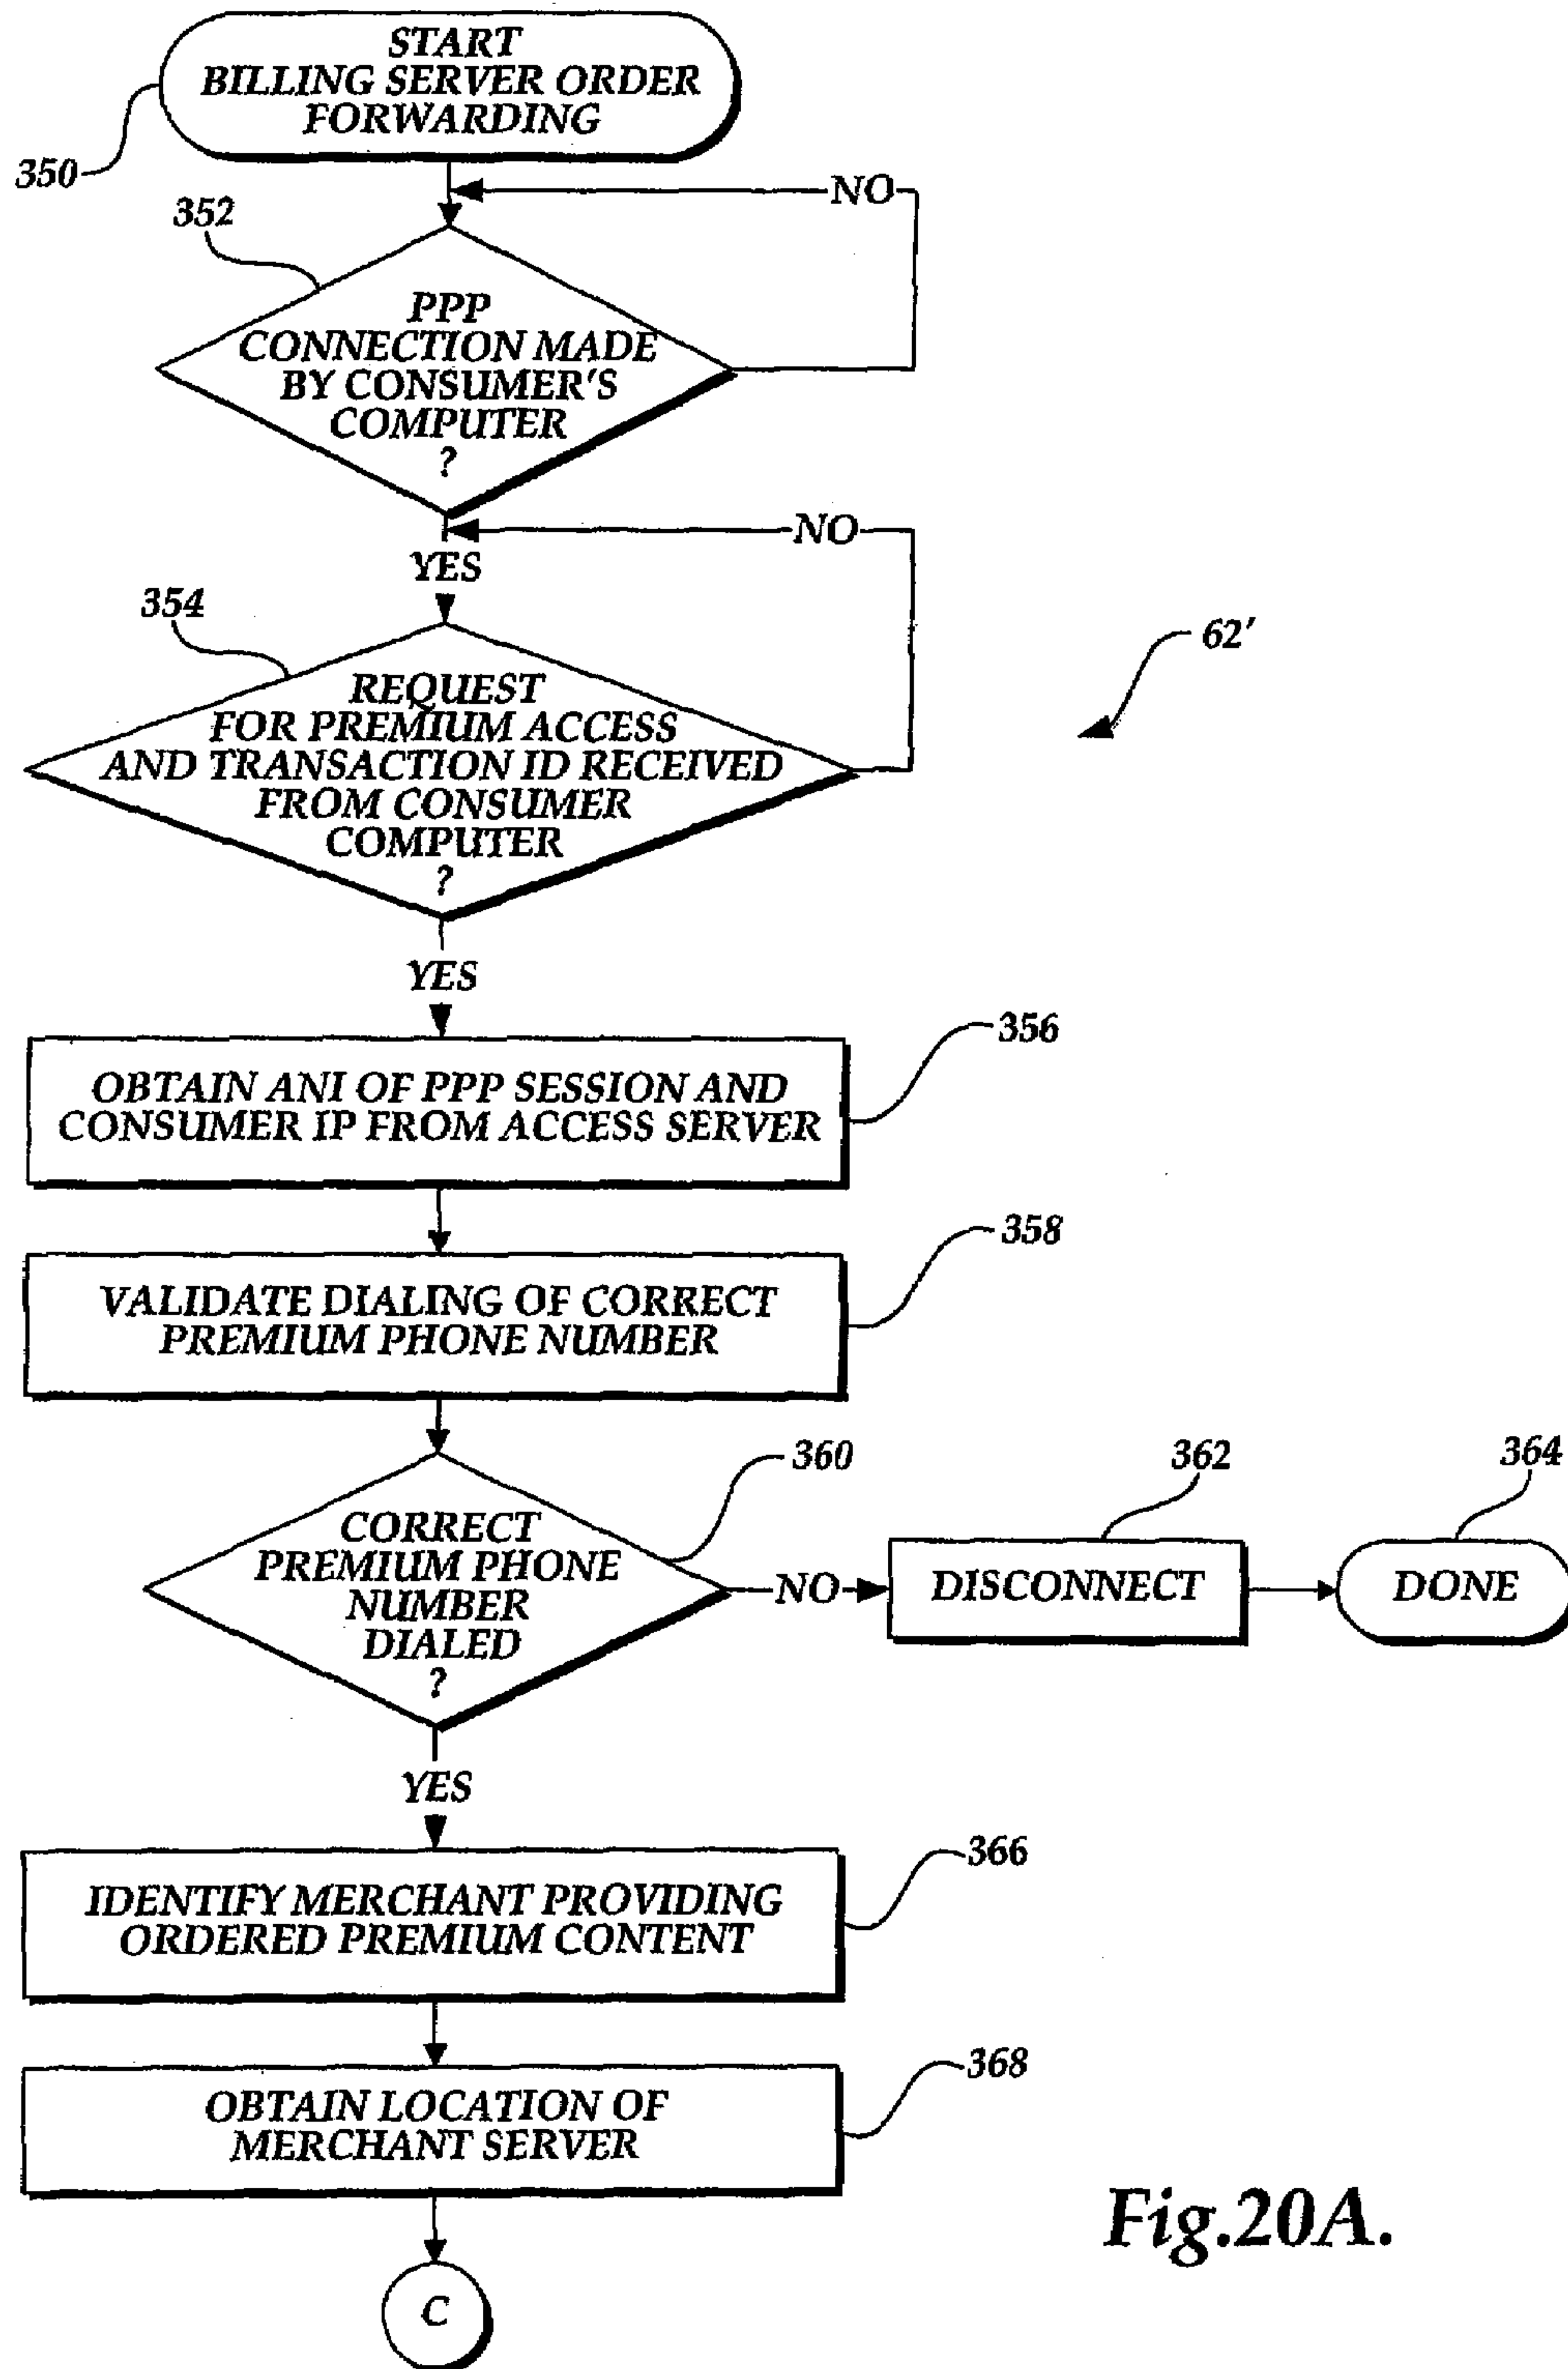 START
BILLING SERVER ORDER
FORWARDING
350
NO
352
PPP
CONNECTION MADE
BY CONSUMER'S
COMPUTER
?
NO
YES
354
62'
REQUEST
FOR PREMIUM ACCESS
AND TRANSACTION ID RECEIVED
FROM CONSUMER
COMPUTER
?
YES
356
OBTAIN ANI OF PPP SESSION AND
CONSUMER IP FROM ACCESS SERVER
358
VALIDATE DIALING OF CORRECT
PREMIUM PHONE NUMBER
360
362
364
CORRECT
PREMIUM PHONE
NUMBER
DIALED
?
NO
DISCONNECT
DONE
YES
366
IDENTIFY MERCHANT PROVIDING
ORDERED PREMIUM CONTENT
368
OBTAIN LOCATION OF
MERCHANT SERVER
Fig.20A.
C